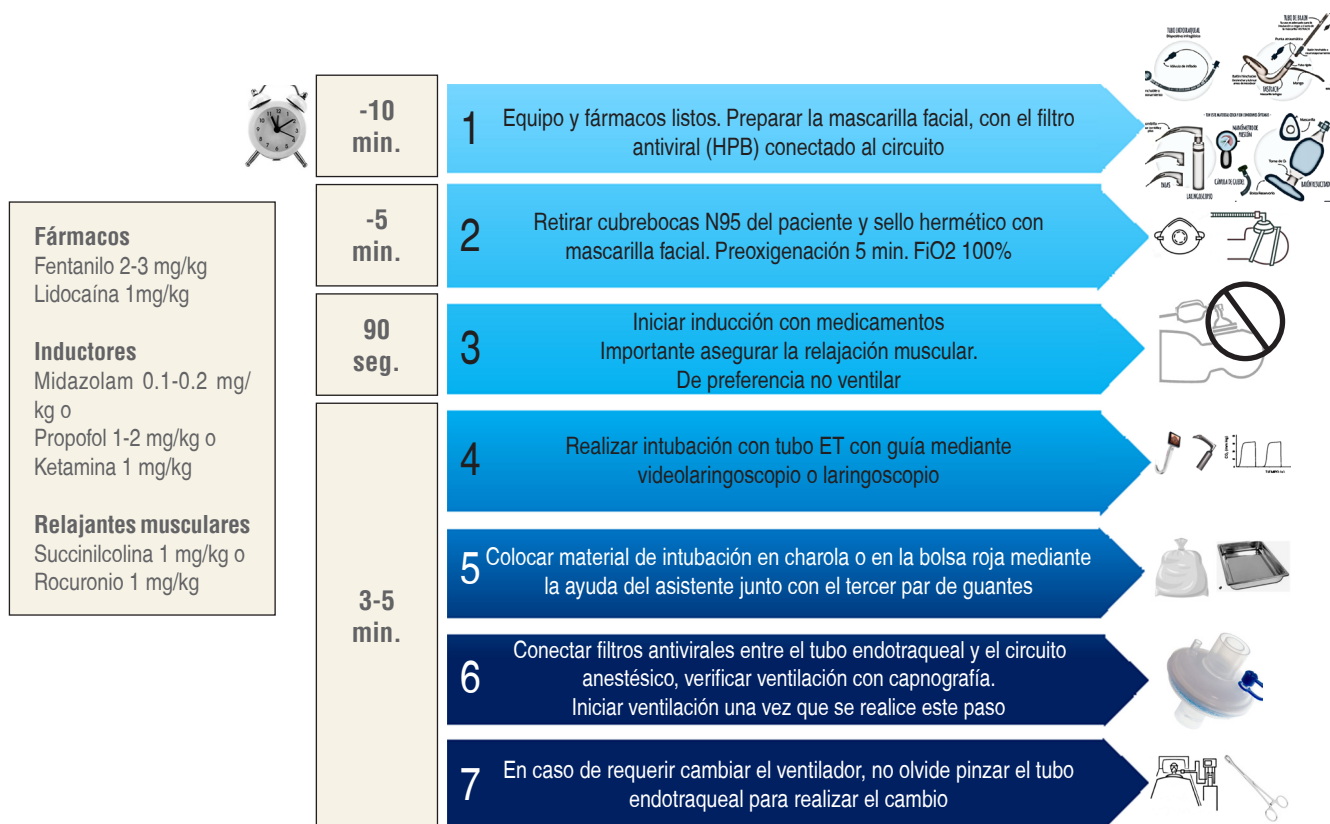 Fármacos
Fentanilo 2-3 mg/kg
Lidocaína 1mg/kg
Inductores
Midazolam 0.1-0.2 mg/
kg o
Propofol 1-2 mg/kg o
Ketamina 1 mg/kg
Relajantes musculares
Succinilcolina 1 mg/kg o
Rocuronio 1 mg/kg
-10
min.
1
Equipo y fármacos listos. Preparar la mascarilla facial, con el filtro
antiviral (HPB) conectado al circuito
TUBO ENDOTRAQUEAL
MANÓMETRO DE
PRESIÓN
Mascarilla
LARINGOSCOPIO
-5
min.
2
Retirar cubrebocas N95 del paciente y sello hermético con
mascarilla facial. Preoxigenación 5 min. FiO2 100%
90
seg.
3
Iniciar inducción con medicamentos
Importante asegurar la relajación muscular.
De preferencia no ventilar
3-5
min.
4
Realizar intubación con tubo ET con guía mediante
videolaringoscopio o laringoscopio
5
Colocar material de intubación en charola o en la bolsa roja mediante
la ayuda del asistente junto con el tercer par de guantes
6
Conectar filtros antivirales entre el tubo endotraqueal y el circuito
anestésico, verificar ventilación con capnografía.
Iniciar ventilación una vez que se realice este paso
7
En caso de requerir cambiar el ventilador, no olvide pinzar el tubo
endotraqueal para realizar el cambio